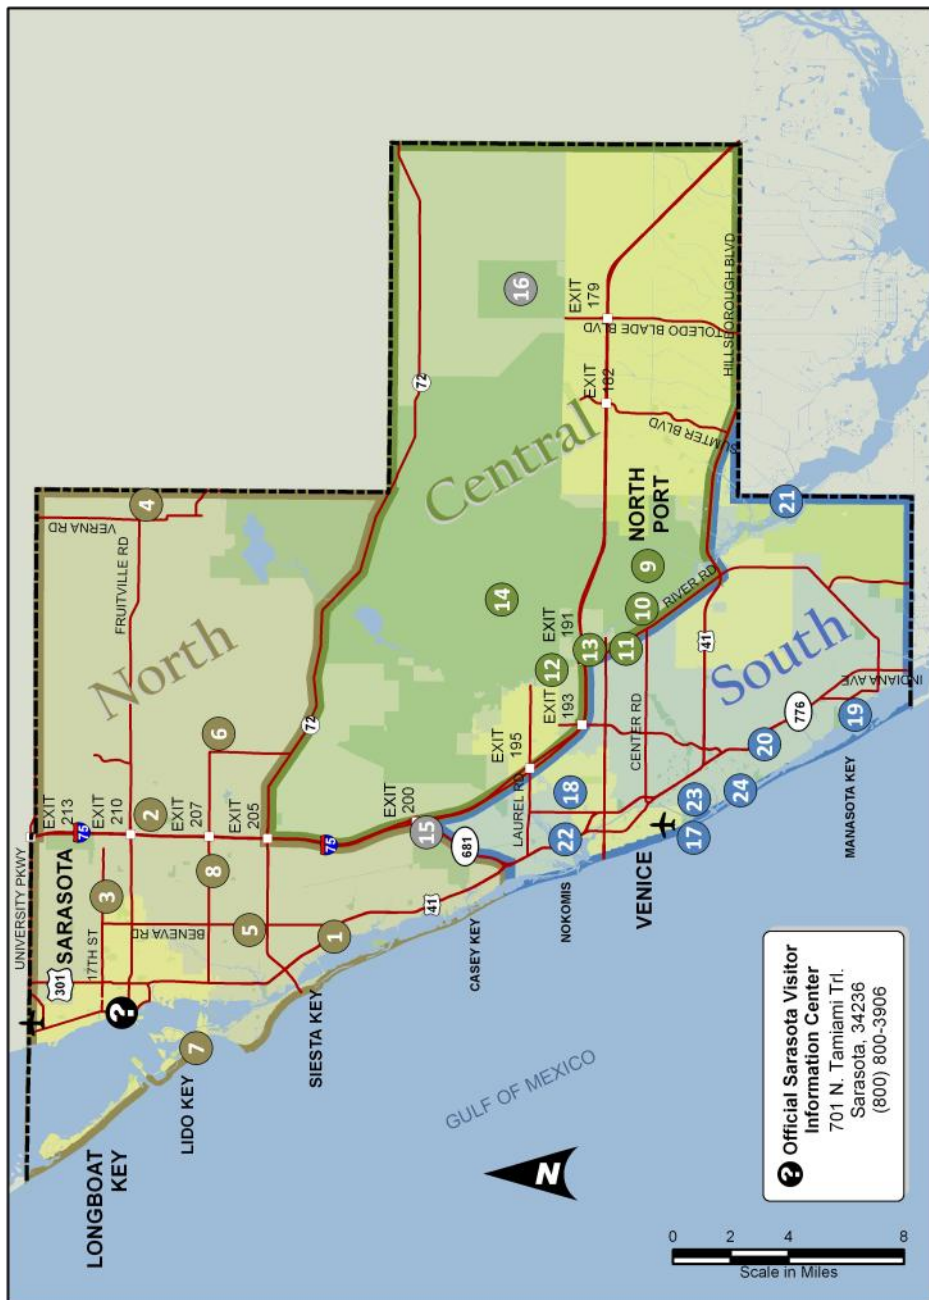 UNIVERSITY PKWY
VERNA RD
FRUITVILLE RD
EXIT
213
75
SARASOTA
301
17TH ST
3
EXIT
210
2
4
?
BENEVA RD
LONGBOAT
KEY
LIDO KEY
7
8
EXIT
207
6
North
5
EXIT
205
SIESTA KEY
1
75
72
72
41
EXIT
200
15
681
CASEY KEY
14
Central
16
LAUREL RD
EXIT
195
12
EXIT
193
EXIT
191
13
EXIT
182
EXIT
179
TOLEDO BLADE BLVD
SUMTER BLVD
HILLSBOROUGH BLVD
NOKOMIS
22
18
GULF OF MEXICO
VENICE
CENTER RD
11
10
9
NORTH
PORT
RIVER RD
17
23
24
41
South
20
776
21
MANASOTA KEY
19
INDIANA AVE
N
? Official Sarasota Visitor
Information Center
701 N. Tamiami Trl.
Sarasota, 34236
(800) 800-3906
0 2 4 8
Scale in Miles